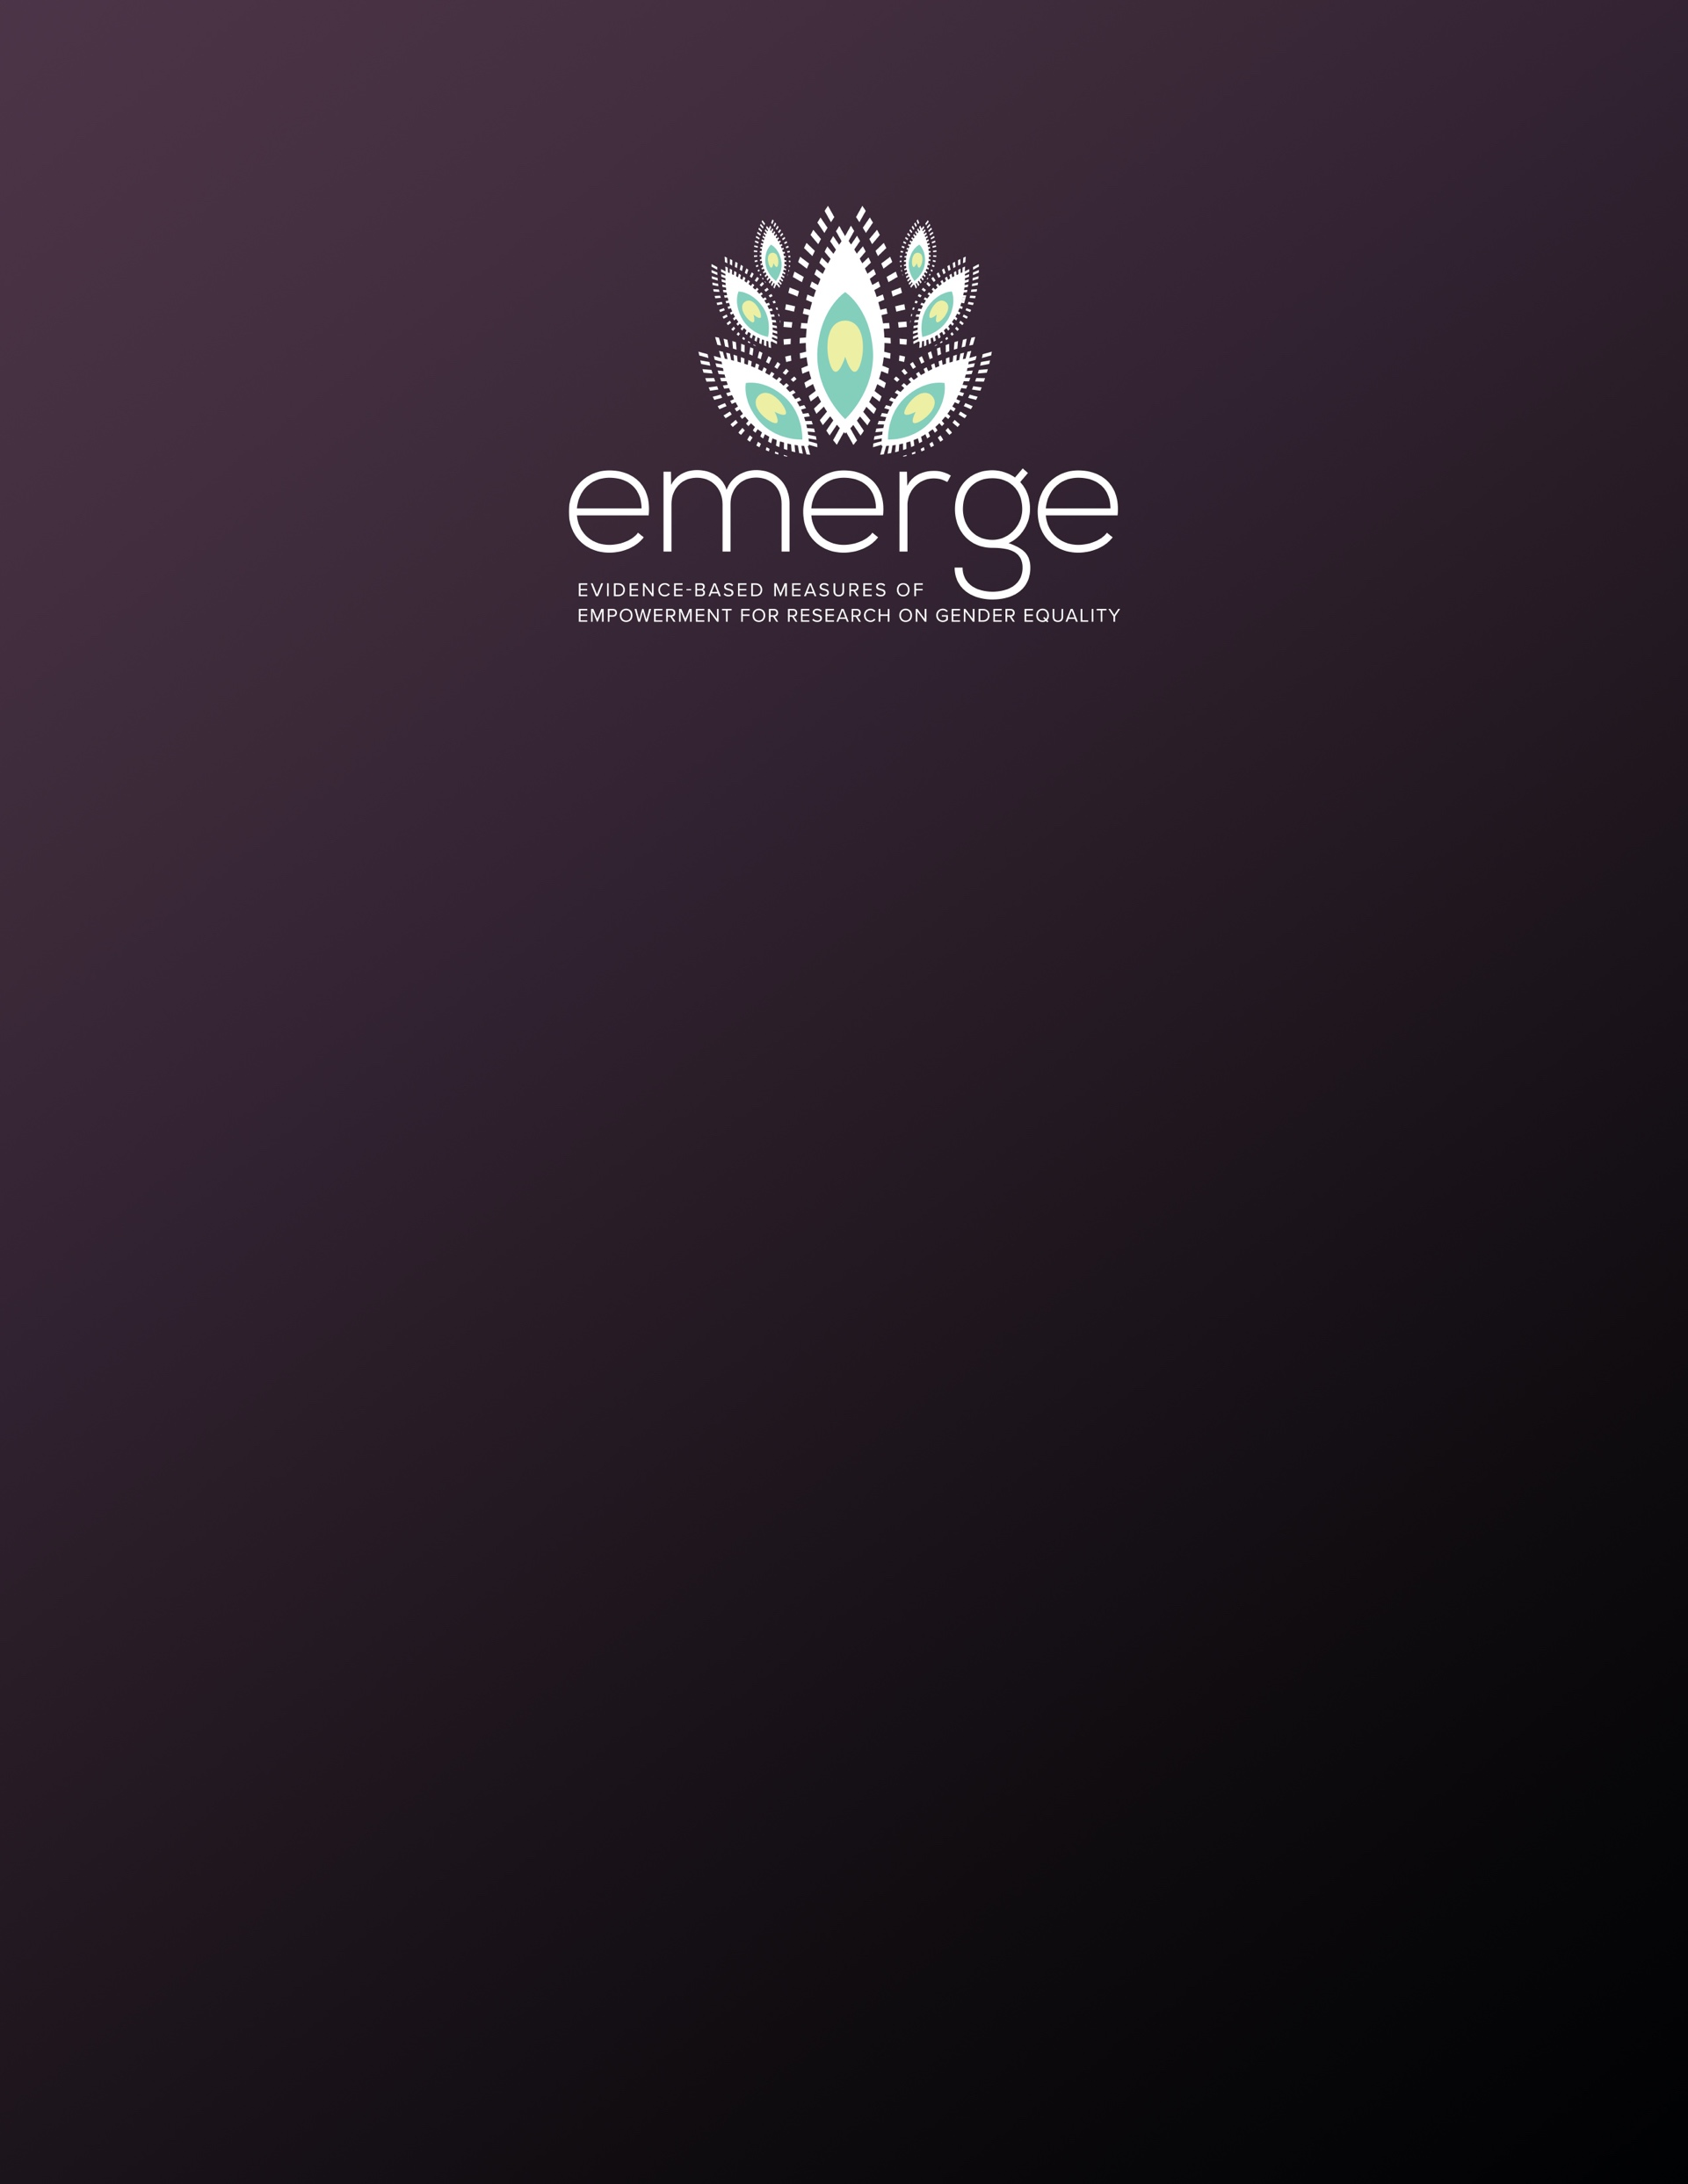 emerge
EVIDENCE-BASED MEASURES OF
EMPOWERMENT FOR RESEARCH ON GENDER EQUALITY